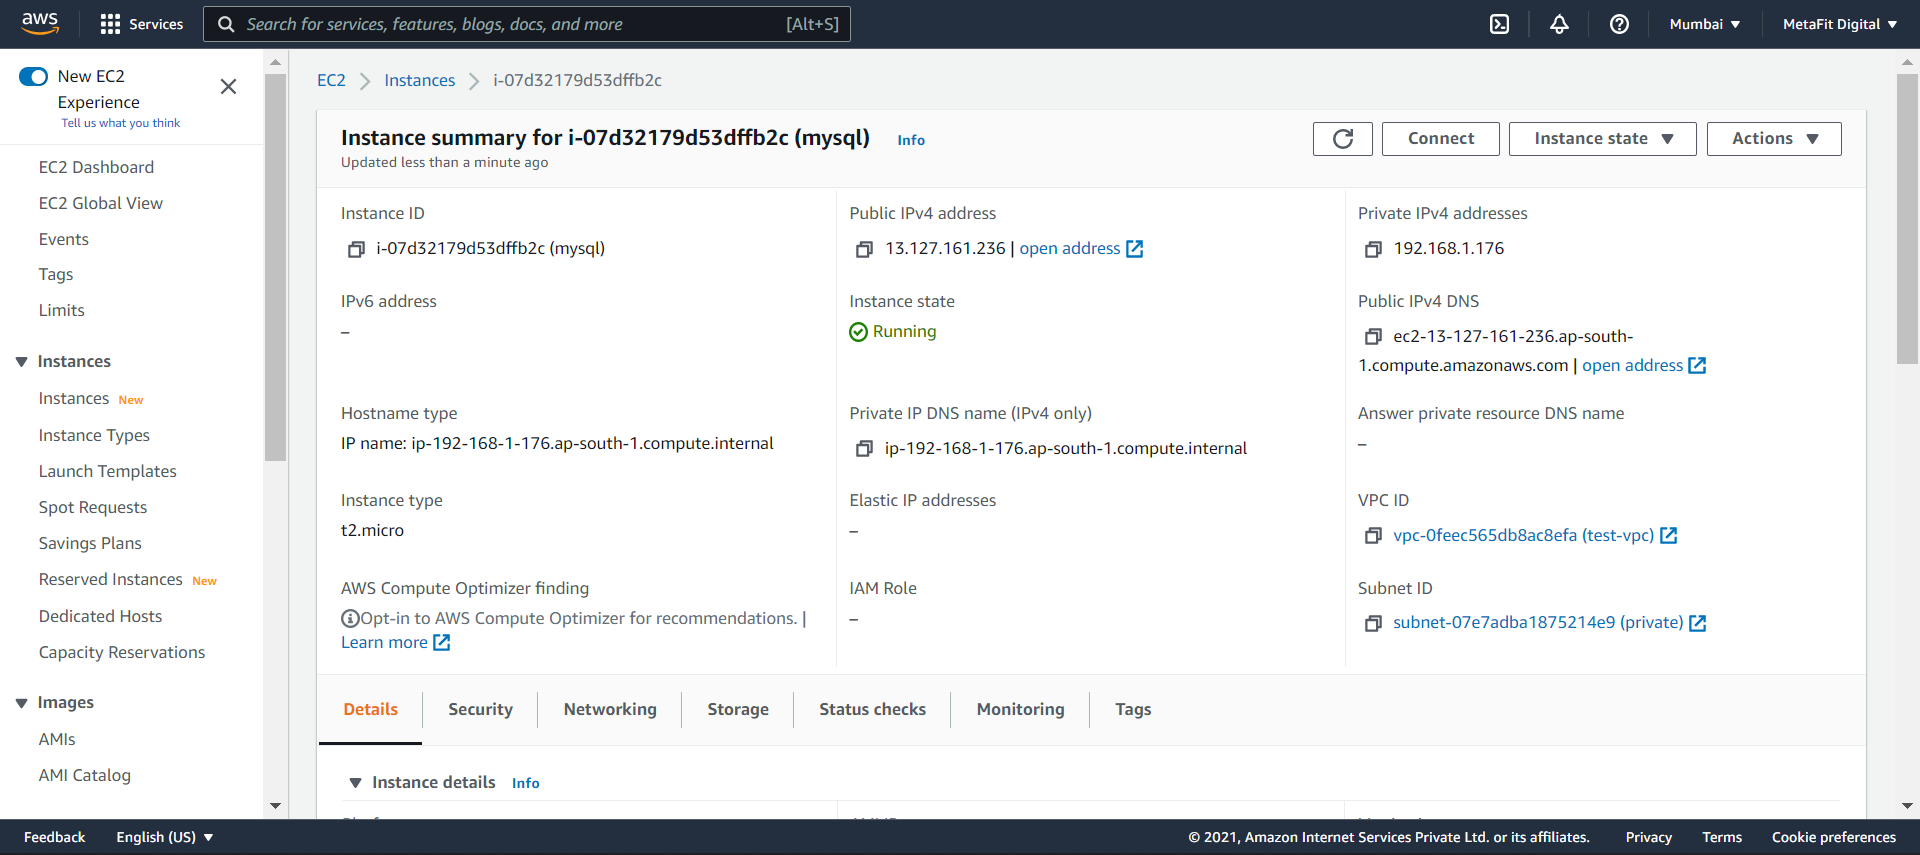 aws
Services
Search for services, features, blogs, docs, and more
[Alt+S]
Mumbai
MetaFit Digital
New EC2
Experience
Tell us what you think
EC2 Dashboard
EC2 Global View
Events
Tags
Limits
Instances
Instances New
Instance Types
Launch Templates
Spot Requests
Savings Plans
Reserved Instances New
Dedicated Hosts
Capacity Reservations
Images
AMIs
AMI Catalog
EC2
Instances
i-07d32179d53dffb2c
Instance summary for i-07d32179d53dffb2c (mysql) Info
Updated less than a minute ago
Connect
Instance state
Actions
Instance ID
i-07d32179d53dffb2c (mysql)
Public IPv4 address
13.127.161.236 | open address
Private IPv4 addresses
192.168.1.176
IPv6 address
–
Instance state
Running
Public IPv4 DNS
ec2-13-127-161-236.ap-south-
1.compute.amazonaws.com | open address
Hostname type
IP name: ip-192-168-1-176.ap-south-1.compute.internal
Private IP DNS name (IPv4 only)
ip-192-168-1-176.ap-south-1.compute.internal
Answer private resource DNS name
–
Instance type
t2.micro
Elastic IP addresses
–
VPC ID
vpc-0feec565db8ac8efa (test-vpc)
AWS Compute Optimizer finding
Opt-in to AWS Compute Optimizer for recommendations. |
Learn more
IAM Role
–
Subnet ID
subnet-07e7adba1875214e9 (private)
Details
Security
Networking
Storage
Status checks
Monitoring
Tags
Instance details Info
Feedback
English (US)
© 2021, Amazon Internet Services Private Ltd. or its affiliates.
Privacy
Terms
Cookie preferences